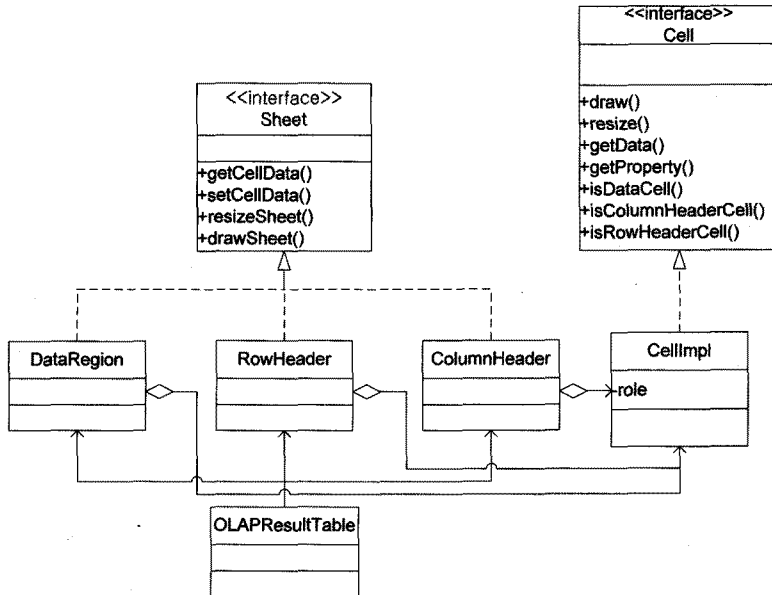 <<interface>>
Cell
+draw()
+resize()
+getData()
+getProperty()
+isDataCell()
+isColumnHeaderCell()
+isRowHeaderCell()
<<interface>>
Sheet
+getCellData()
+setCellData()
+resizeSheet()
+drawSheet()
DataRegion
RowHeader
ColumnHeader
CellImpl
-role
OLAPResultTable